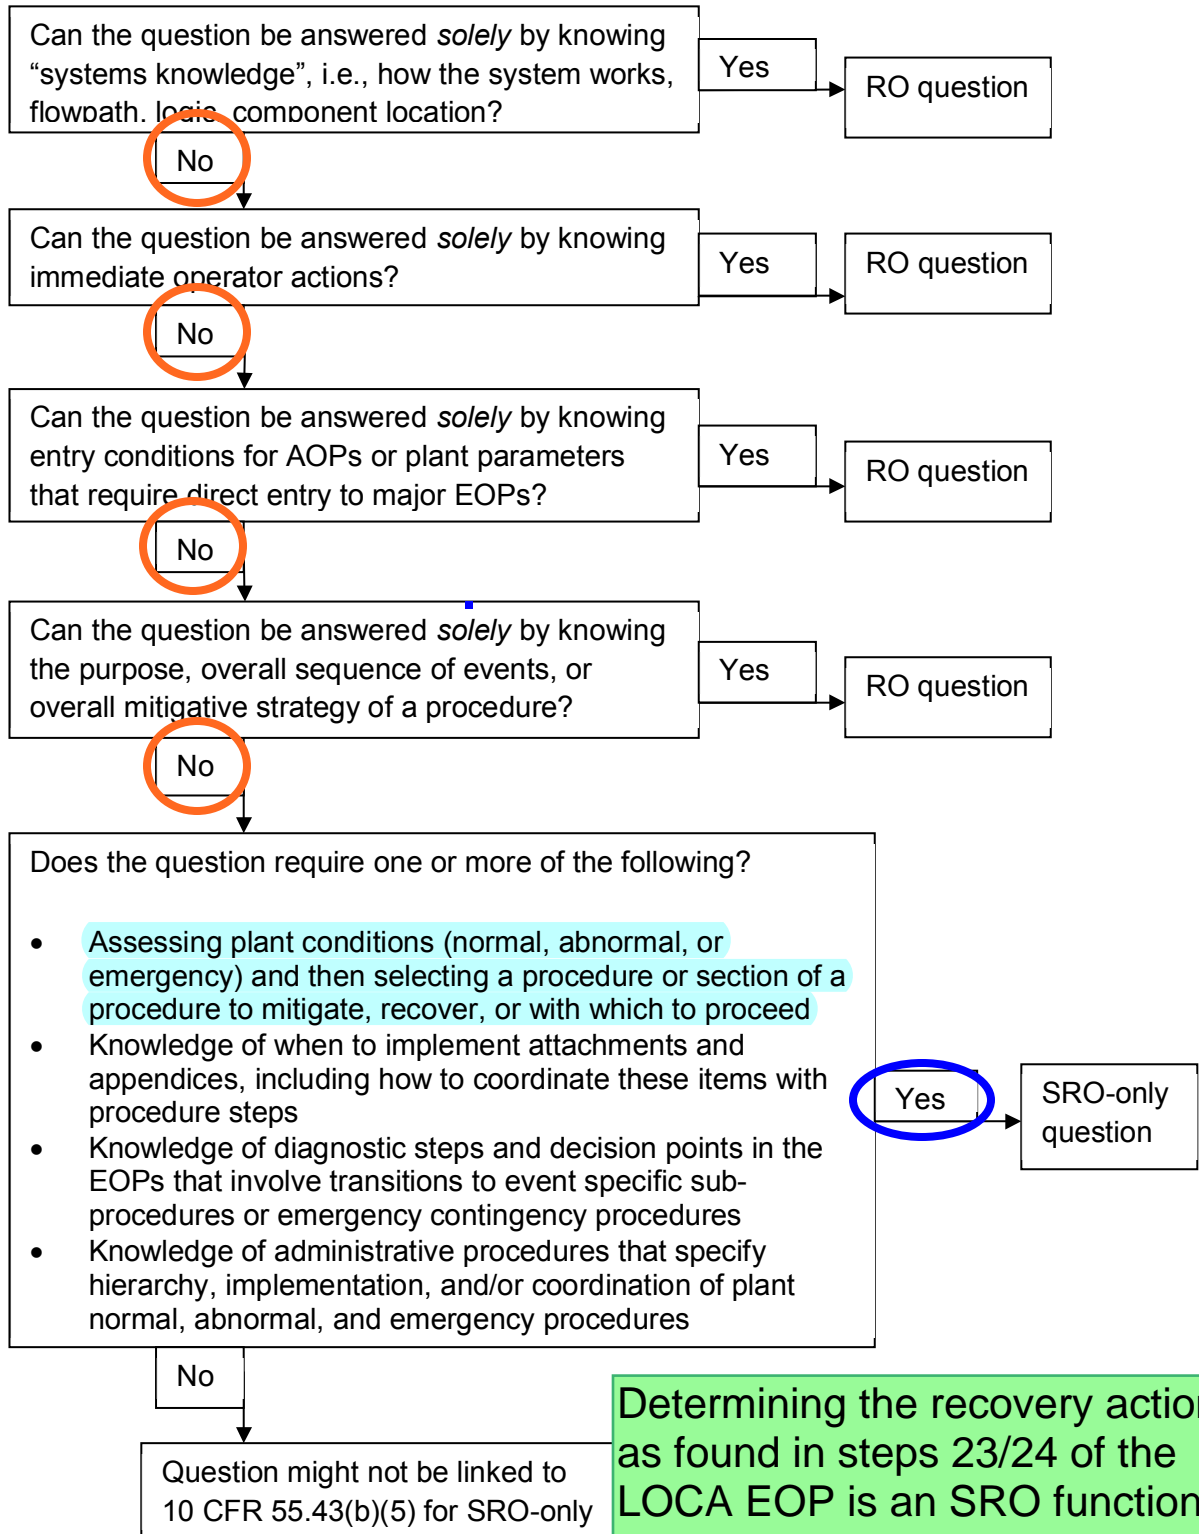 Can the question be answered solely by knowing
“systems knowledge”, i.e., how the system works,
flowpath, logic, component location?
Yes
RO question
No
Can the question be answered solely by knowing
immediate operator actions?
Yes
RO question
No
Can the question be answered solely by knowing
entry conditions for AOPs or plant parameters
that require direct entry to major EOPs?
Yes
RO question
No
Can the question be answered solely by knowing
the purpose, overall sequence of events, or
overall mitigative strategy of a procedure?
Yes
RO question
No
Does the question require one or more of the following?
• Assessing plant conditions (normal, abnormal, or
emergency) and then selecting a procedure or section of a
procedure to mitigate, recover, or with which to proceed
• Knowledge of when to implement attachments and
appendices, including how to coordinate these items with
procedure steps
• Knowledge of diagnostic steps and decision points in the
EOPs that involve transitions to event specific sub-
procedures or emergency contingency procedures
• Knowledge of administrative procedures that specify
hierarchy, implementation, and/or coordination of plant
normal, abnormal, and emergency procedures
Yes
SRO-only
question
No
Question might not be linked to
10 CFR 55.43(b)(5) for SRO-only
Determining the recovery action
as found in steps 23/24 of the
LOCA EOP is an SRO function